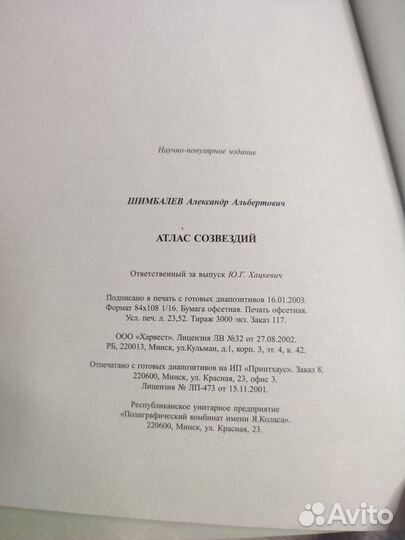 Научно-популярное издание
ШИМБАЛЕВ Александр Альбертович
АТЛАС СОЗВЕЗДИЙ
Ответственный за выпуск Ю.Г. Хацкевич
Подписано в печать с готовых диапозитивов 16.01.2003.
Формат 84х108 1/16. Бумага офсетная. Печать офсетная.
Усл. печ. л. 23,52. Тираж 3000 экз. Заказ 117.
ООО «Харвест». Лицензия ЛВ №32 от 27.08.2002.
РБ, 220013, Минск, ул.Кульман, д.1, корп. 3, эт. 4, к. 42.
Отпечатано с готовых диапозитивов на ИП «Принтхаус». Заказ 8.
220600, Минск, ул. Красная, 23, офис 3.
Лицензия № ЛП-473 от 15.11.2001.
Республиканское унитарное предприятие
«Полиграфический комбинат имени Я.Коласа».
220600, Минск, ул. Красная, 23.
Avito